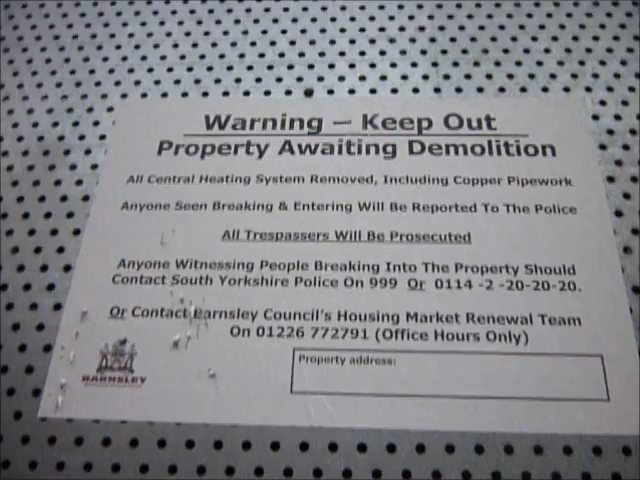 Warning – Keep Out
Property Awaiting Demolition
All Central Heating System Removed, Including Copper Pipework
Anyone Seen Breaking & Entering Will Be Reported To The Police
All Trespassers Will Be Prosecuted
Anyone Witnessing People Breaking Into The Property Should
Contact South Yorkshire Police On 999 Or 0114 -2 -20-20-20.
Or Contact Barnsley Council's Housing Market Renewal Team
On 01226 772791 (Office Hours Only)
Property address:
BARNSLEY